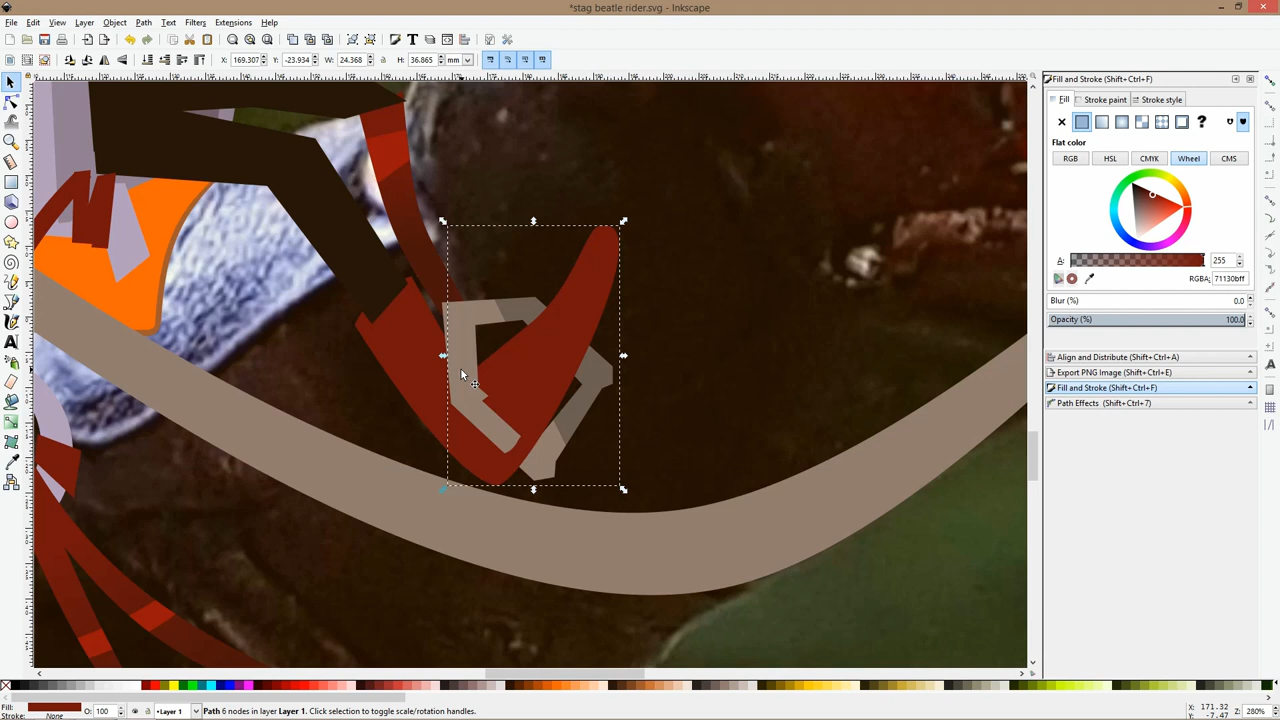 *stag beatle rider.svg - Inkscape
File Edit View Layer Object Path Text Filters Extensions Help
X: 169.307 Y: -23.934 W: 24.368 H: 36.865 mm
Fill and Stroke (Shift+Ctrl+F)
Fill Stroke paint Stroke style
?
Flat color
RGB HSL CMYK Wheel CMS
A: 255
RGBA: 71130bff
Blur (%) 0.0
Opacity (%) 100.0
Align and Distribute (Shift+Ctrl+A)
Export PNG Image (Shift+Ctrl+E)
Fill and Stroke (Shift+Ctrl+F)
Path Effects (Shift+Ctrl+7)
Fill: O: 100 Layer 1 Path 6 nodes in layer Layer 1. Click selection to toggle scale/rotation handles. X: 171.32 Z: 280%
Stroke: None Y: -7.47